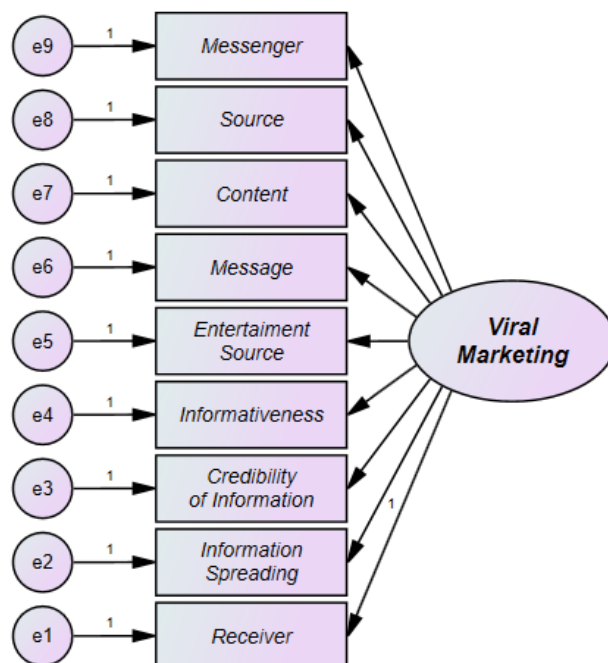 e9
1
Messenger
e8
1
Source
e7
1
Content
e6
1
Message
e5
1
Entertaiment
Source
Viral
Marketing
e4
1
Informativeness
e3
1
Credibility
of Information
1
e2
1
Information
Spreading
e1
1
Receiver